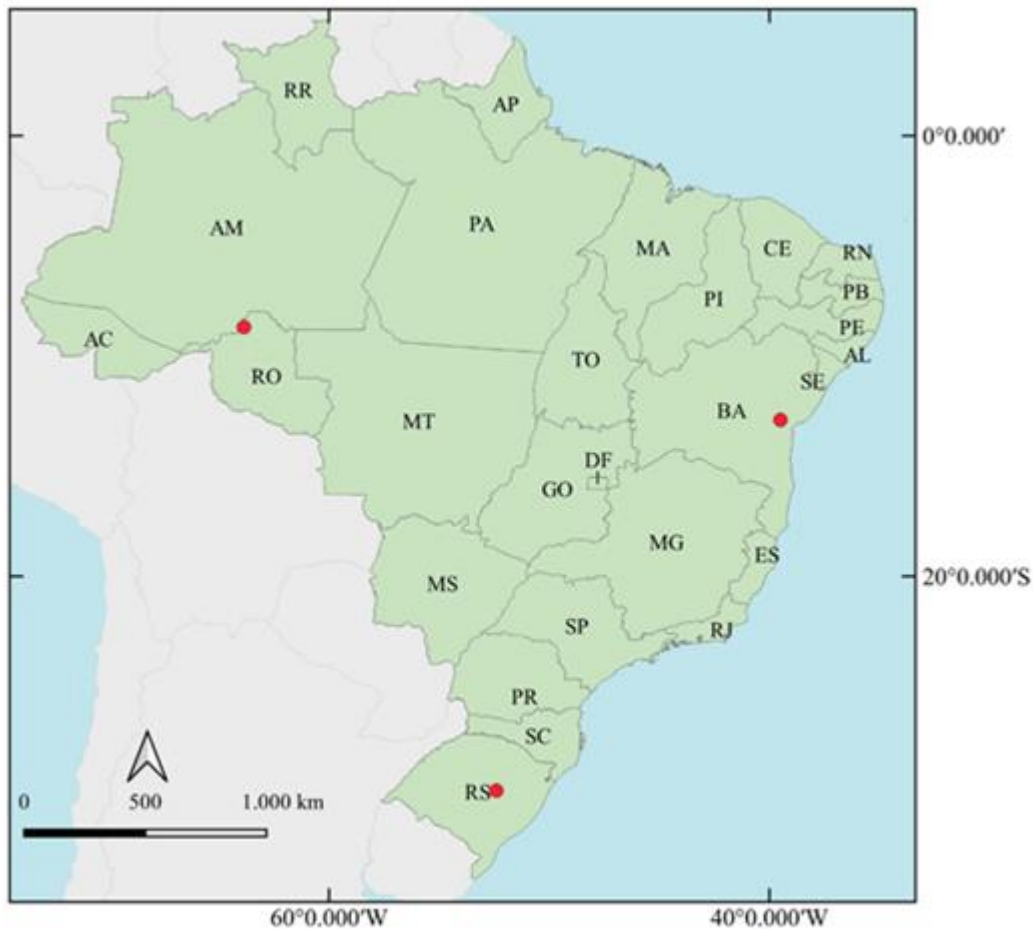 RR
AP
0°0.000′
AM
PA
MA
CE
RN
PI
PB
PE
AC
TO
AL
RO
SE
BA
MT
DF
GO
MG
ES
20°0.000′S
MS
SP
RJ
PR
SC
RS
0 500 1.000 km
60°0.000′W 40°0.000′W